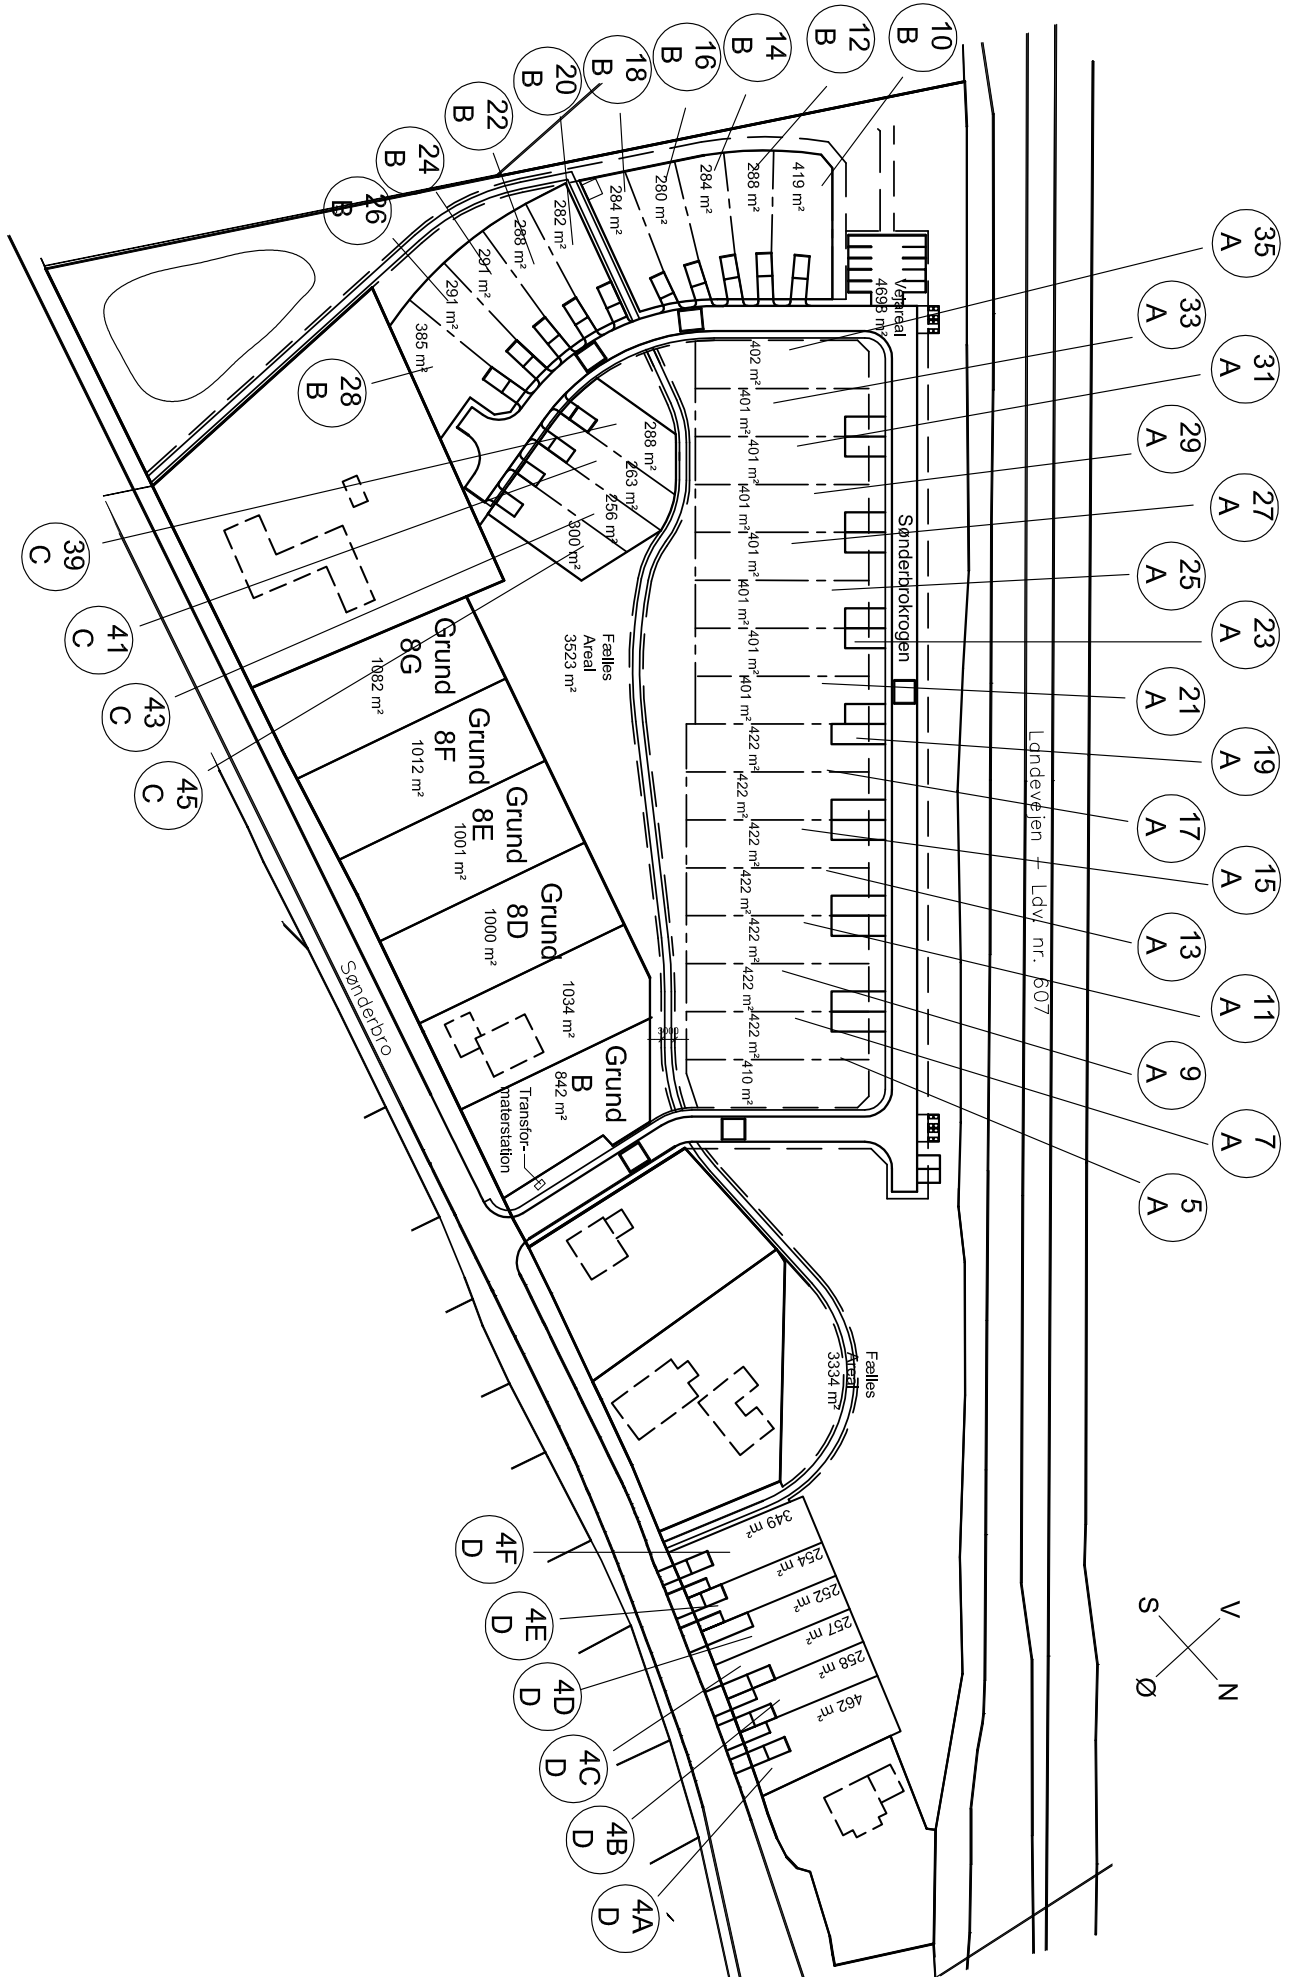 10
B
12
B
14
B
16
B
18
B
20
B
22
B
24
B
26
B
28
B
419 m²
288 m²
284 m²
280 m²
284 m²
282 m²
288 m²
291 m²
291 m²
385 m²
Vejareal
4698 m²
35
A
33
A
31
A
29
A
27
A
25
A
23
A
21
A
19
A
17
A
15
A
13
A
11
A
9
A
7
A
5
A
402 m²
401 m²
401 m²
401 m²
401 m²
401 m²
401 m²
401 m²
422 m²
422 m²
422 m²
422 m²
422 m²
422 m²
422 m²
410 m²
Sønderbrokrogen
Landevejen – Ldv. nr. 607
288 m²
263 m²
256 m²
300 m²
39
C
41
C
43
C
45
C
Fælles
Areal
3523 m²
Grund
8G
1082 m²
Grund
8F
1012 m²
Grund
8E
1001 m²
Grund
8D
1000 m²
1034 m²
Grund
B
842 m²
Transfor-
materstation
3000
Sønderbro
Fælles
Areal
3334 m²
349 m²
254 m²
252 m²
257 m²
258 m²
462 m²
4F
D
4E
D
4D
D
4C
D
4B
D
4A
D
V
N
S
Ø